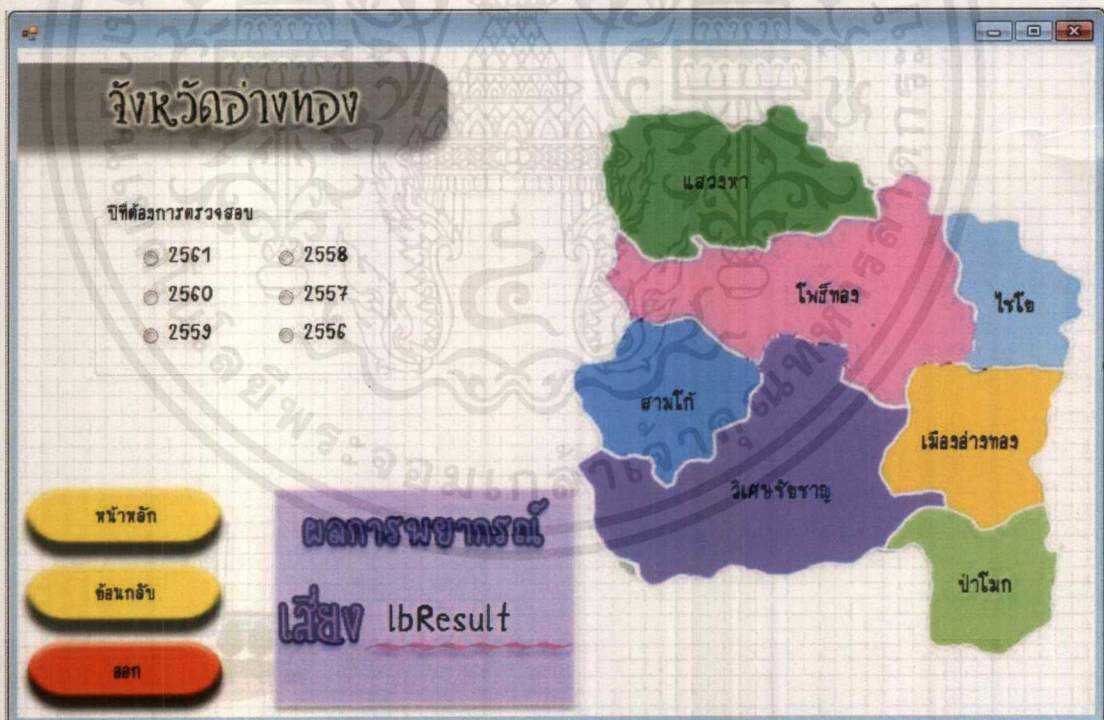 จังหวัดอ่างทอง
ปีที่ต้องการตรวจสอบ
2561 2558
2560 2557
2559 2556
แสวงหา
โพธิ์ทอง
ไชโย
สามโก้
เมืองอ่างทอง
วิเศษชัยชาญ
ป่าโมก
หน้าหลัก
ย้อนกลับ
ออก
ผลการพยากรณ์
เสี่ยง lbResult